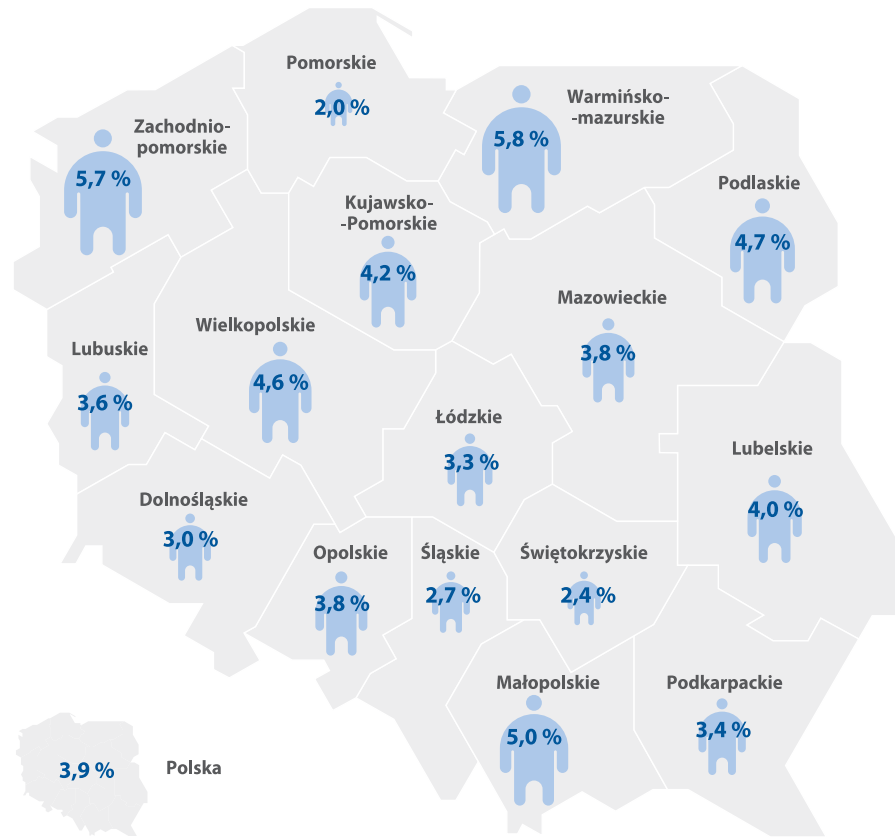 Pomorskie
2,0 %
Warmińsko-
-mazurskie
5,8 %
Zachodnio-
pomorskie
5,7 %
Podlaskie
4,7 %
Kujawsko-
-Pomorskie
4,2 %
Mazowieckie
3,8 %
Wielkopolskie
4,6 %
Lubuskie
3,6 %
Łódzkie
3,3 %
Lubelskie
4,0 %
Dolnośląskie
3,0 %
Opolskie
3,8 %
Śląskie
2,7 %
Świętokrzyskie
2,4 %
Małopolskie
5,0 %
Podkarpackie
3,4 %
Polska
3,9 %